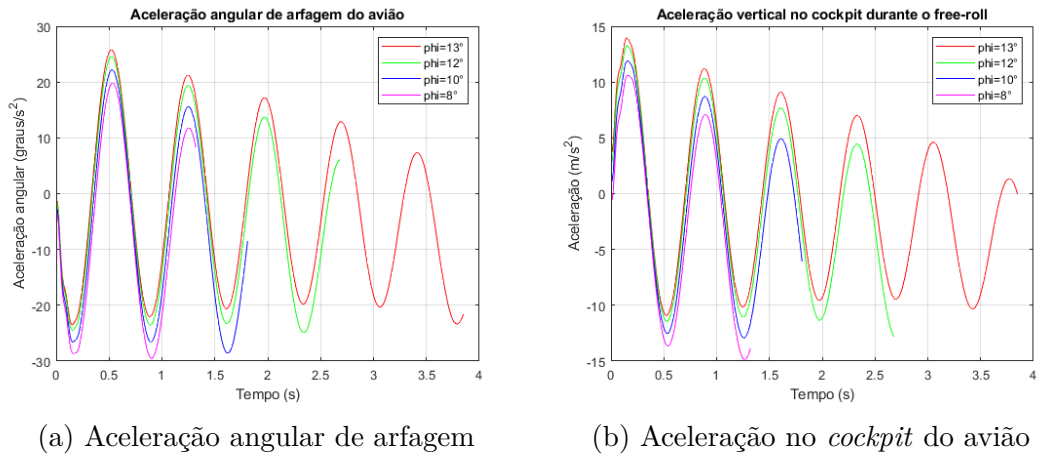 Aceleração angular de arfagem do avião
30
20
10
0
-10
-20
-30
0
0.5
1
1.5
2
2.5
3
3.5
4
Aceleração angular (graus/s²)
Tempo (s)
phi=13°
phi=12°
phi=10°
phi=8°
(a) Aceleração angular de arfagem
Aceleração vertical no cockpit durante o free-roll
15
10
5
0
-5
-10
-15
0
0.5
1
1.5
2
2.5
3
3.5
4
Aceleração (m/s²)
Tempo (s)
phi=13°
phi=12°
phi=10°
phi=8°
(b) Aceleração no cockpit do avião